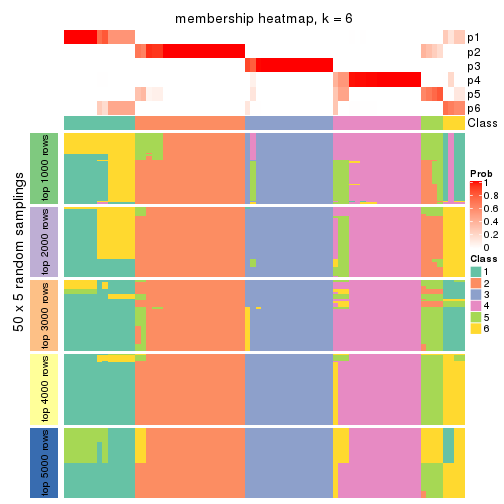 membership heatmap, k = 6
p1
p2
p3
p4
p5
p6
Class
50 x 5 random samplings
top 1000 rows
top 2000 rows
top 3000 rows
top 4000 rows
top 5000 rows
Prob
1
0.8
0.6
0.4
0.2
0
Class
1
2
3
4
5
6